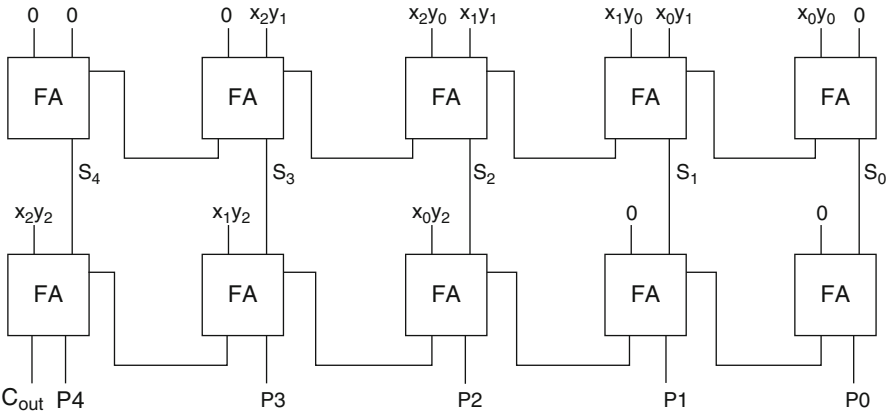 0 0 0 x₂y₁ x₂y₀ x₁y₁ x₁y₀ x₀y₁ x₀y₀ 0
FA FA FA FA FA
S₄ S₃ S₂ S₁ S₀
x₂y₂ x₁y₂ x₀y₂ 0 0
FA FA FA FA FA
Cout P4 P3 P2 P1 P0